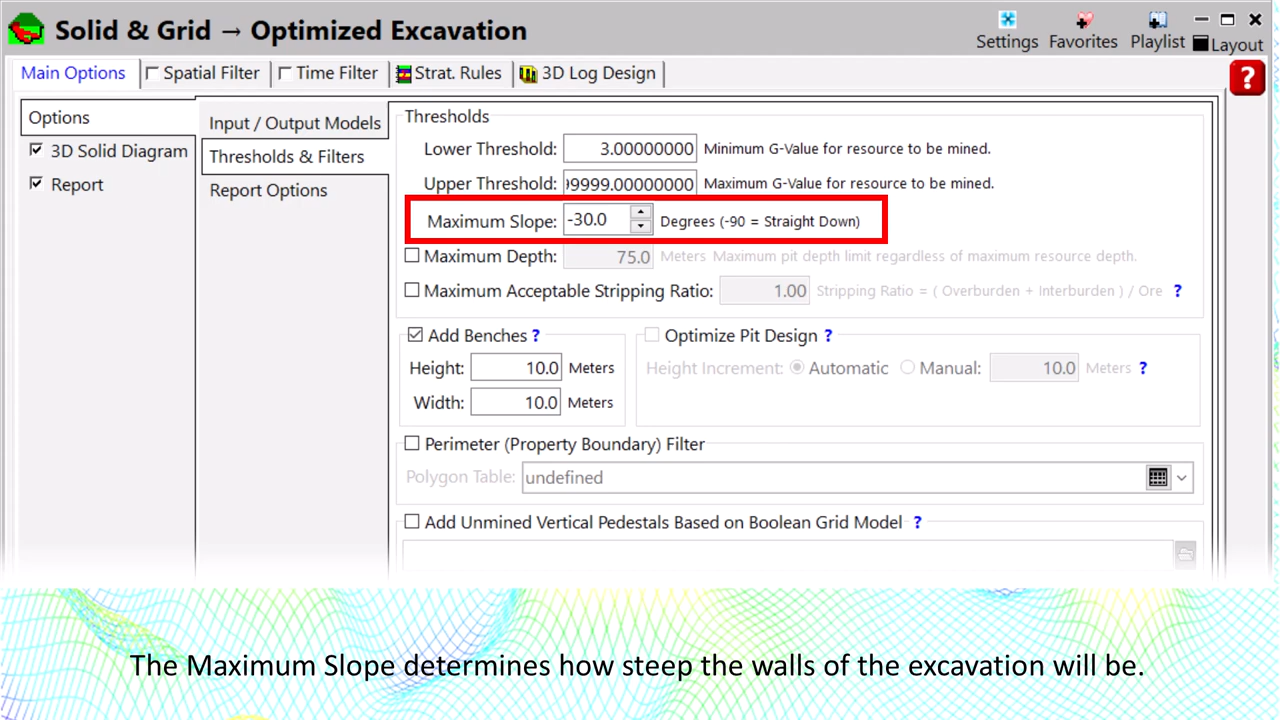 Solid & Grid → Optimized Excavation
Settings Favorites Playlist Layout
Main Options Spatial Filter Time Filter Strat. Rules 3D Log Design ?
Options
3D Solid Diagram
Report
Input / Output Models
Thresholds & Filters
Report Options
Thresholds
Lower Threshold: 3.00000000 Minimum G-Value for resource to be mined.
Upper Threshold: 99999.00000000 Maximum G-Value for resource to be mined.
Maximum Slope: -30.0 Degrees (-90 = Straight Down)
Maximum Depth: 75.0 Meters Maximum pit depth limit regardless of maximum resource depth.
Maximum Acceptable Stripping Ratio: 1.00 Stripping Ratio = ( Overburden + Interburden ) / Ore ?
Add Benches ?
Height: 10.0 Meters
Width: 10.0 Meters
Optimize Pit Design ?
Height Increment: Automatic Manual: 10.0 Meters ?
Perimeter (Property Boundary) Filter
Polygon Table: undefined
Add Unmined Vertical Pedestals Based on Boolean Grid Model ?
The Maximum Slope determines how steep the walls of the excavation will be.